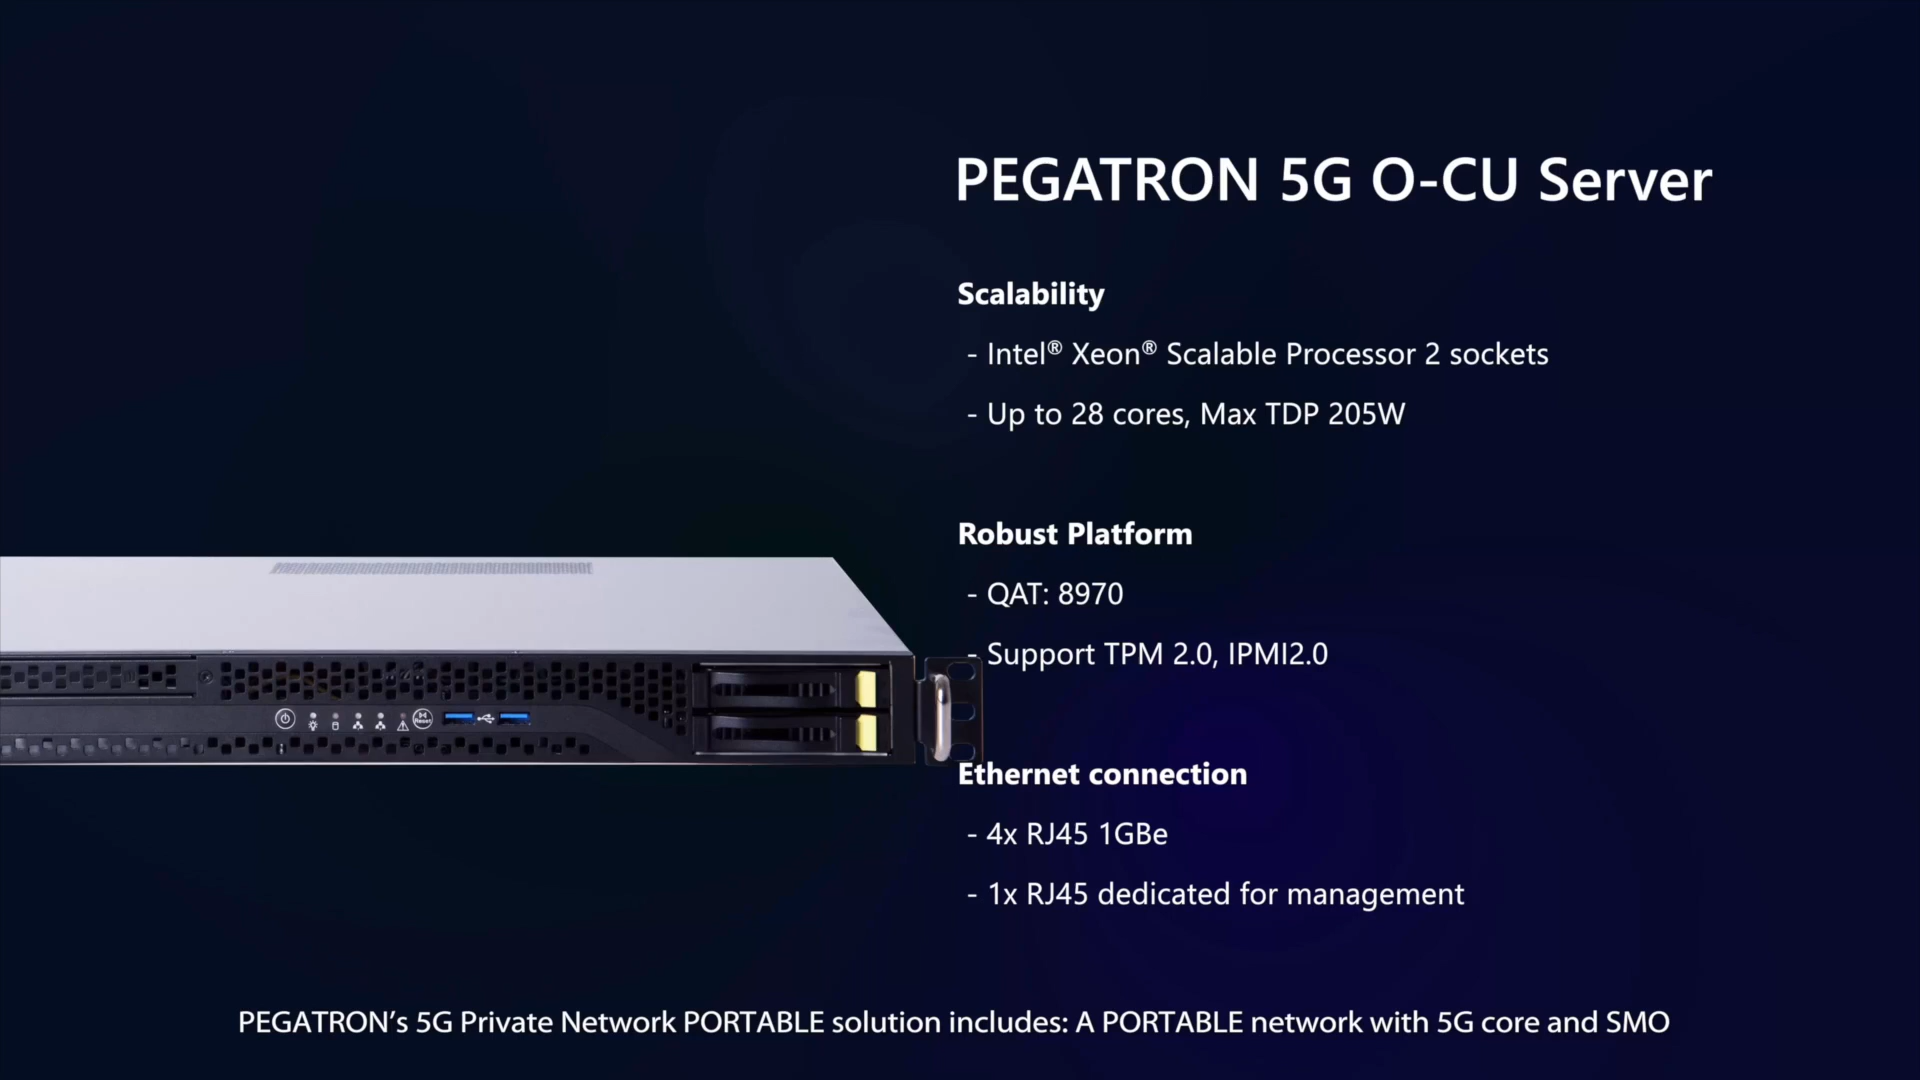 PEGATRON 5G O-CU Server
Scalability
- Intel® Xeon® Scalable Processor 2 sockets
- Up to 28 cores, Max TDP 205W
Robust Platform
- QAT: 8970
- Support TPM 2.0, IPMI2.0
Reset
Ethernet connection
- 4x RJ45 1GBe
- 1x RJ45 dedicated for management
PEGATRON’s 5G Private Network PORTABLE solution includes: A PORTABLE network with 5G core and SMO